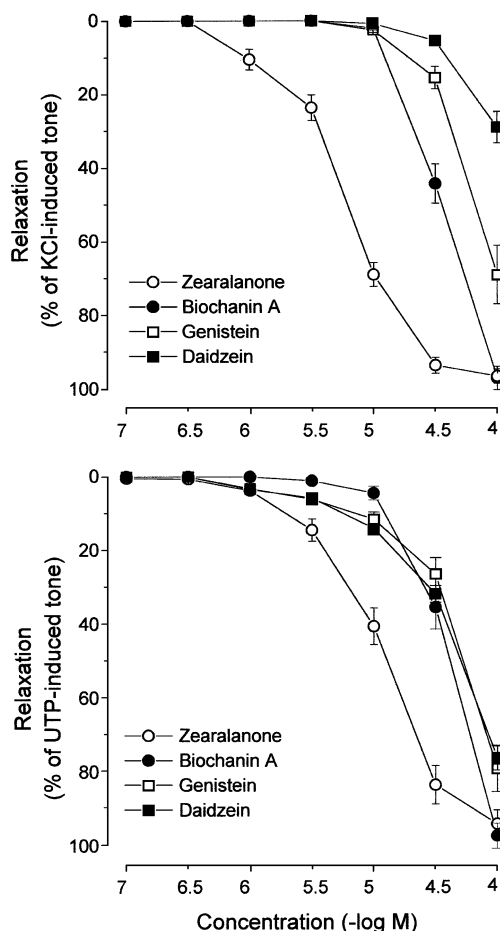 Relaxation
(% of KCl-induced tone)
0
20
40
60
80
100
Zearalanone
Biochanin A
Genistein
Daidzein
7 6.5 6 5.5 5 4.5 4
Relaxation
(% of UTP-induced tone)
0
20
40
60
80
100
Zearalanone
Biochanin A
Genistein
Daidzein
7 6.5 6 5.5 5 4.5 4
Concentration (-log M)